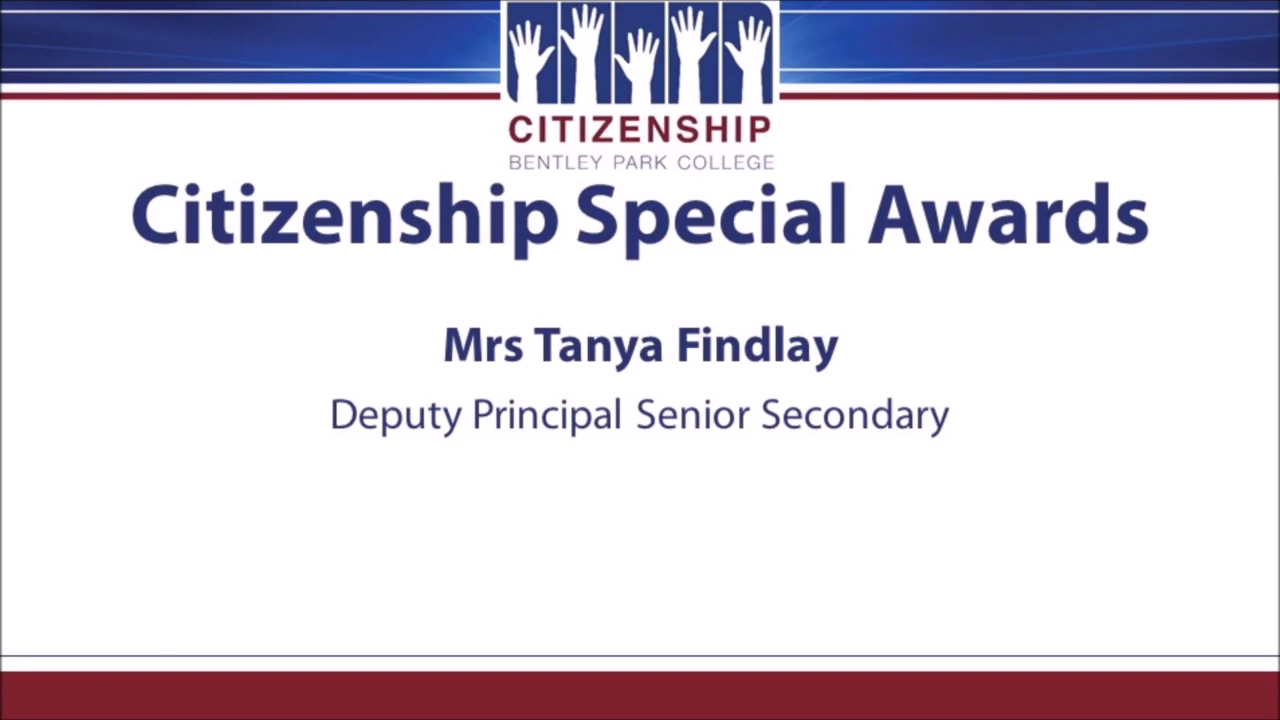 CITIZENSHIP
BENTLEY PARK COLLEGE
Citizenship Special Awards
Mrs Tanya Findlay
Deputy Principal Senior Secondary